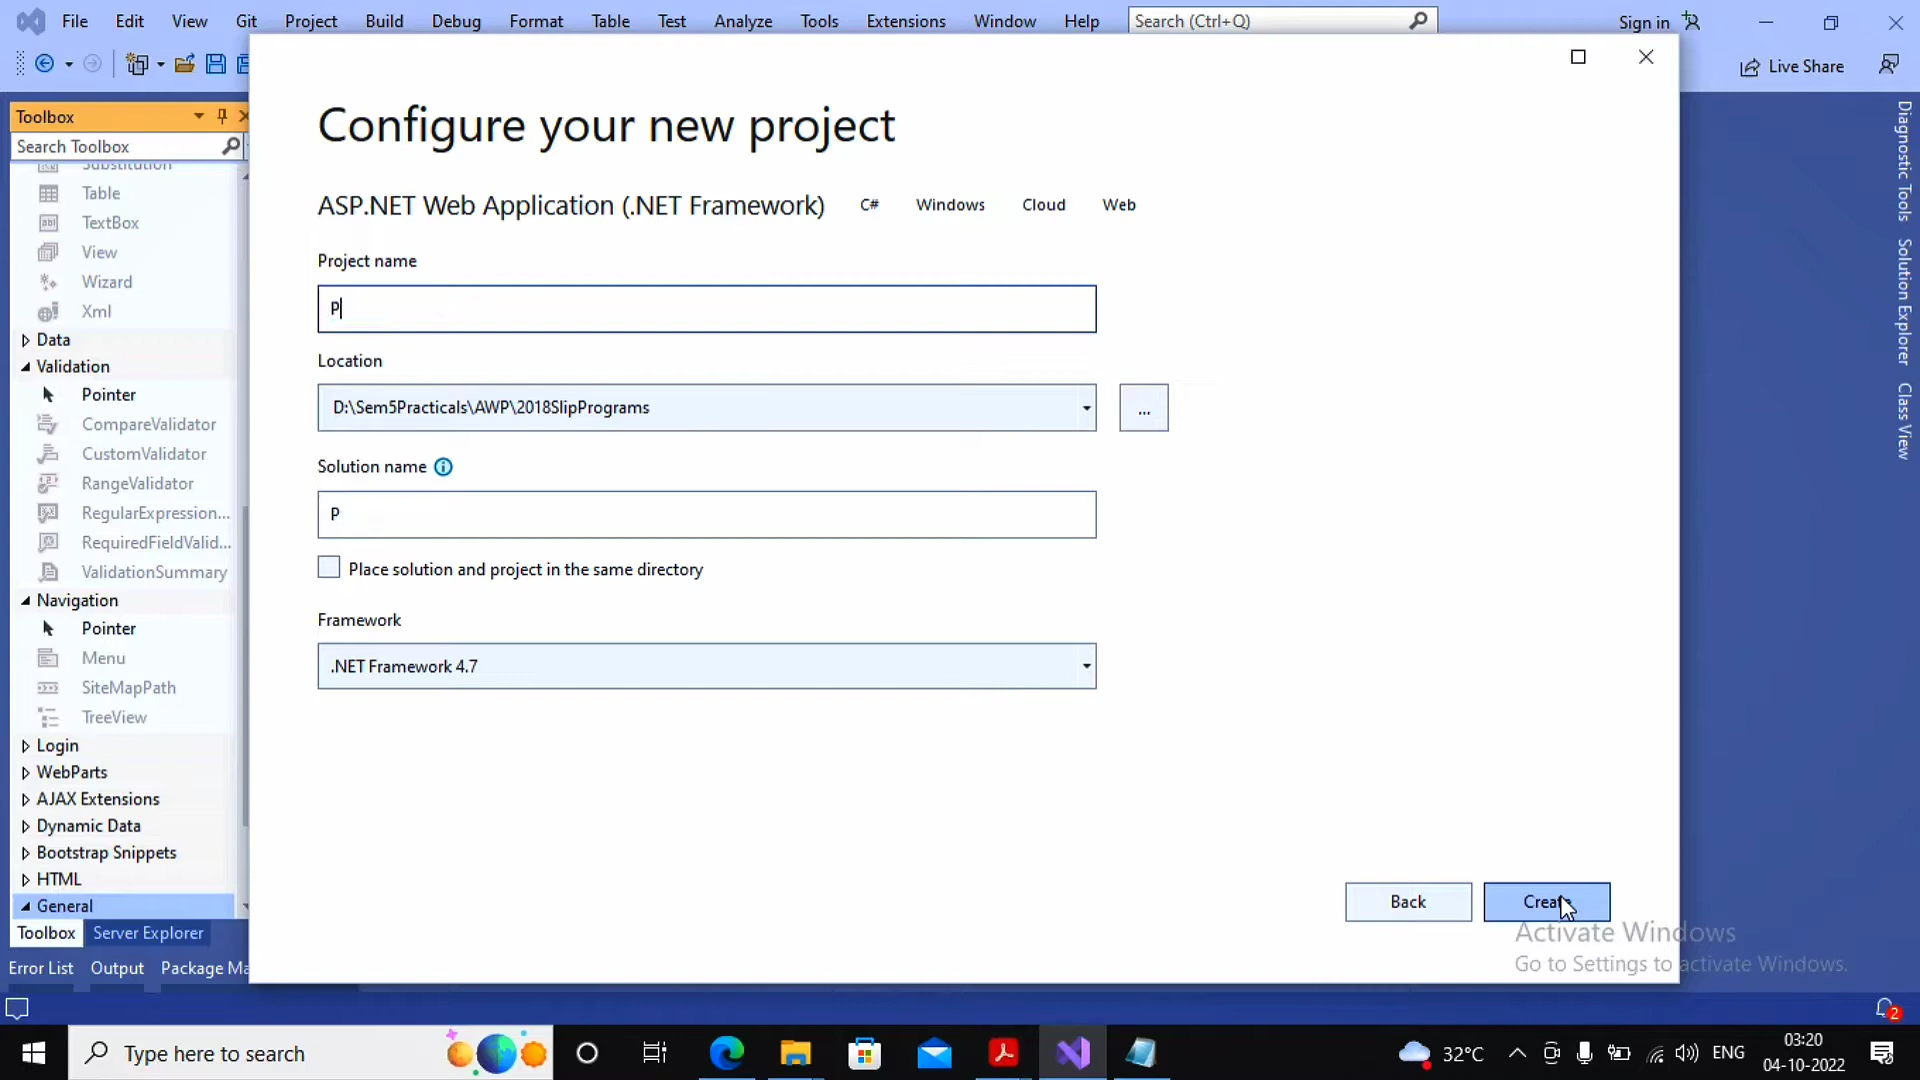 File Edit View Git Project Build Debug Format Table Test Analyze Tools Extensions Window Help Search (Ctrl+Q) Sign in
Live Share
Toolbox
Search Toolbox
Substitution
Table
TextBox
View
Wizard
Xml
Data
Validation
Pointer
CompareValidator
CustomValidator
RangeValidator
RegularExpression...
RequiredFieldValid...
ValidationSummary
Navigation
Pointer
Menu
SiteMapPath
TreeView
Login
WebParts
AJAX Extensions
Dynamic Data
Bootstrap Snippets
HTML
General
Toolbox Server Explorer
Error List Output Package Ma
Configure your new project
ASP.NET Web Application (.NET Framework) C# Windows Cloud Web
Project name
P
Location
D:\Sem5Practicals\AWP\2018SlipPrograms
...
Solution name
P
Place solution and project in the same directory
Framework
.NET Framework 4.7
Back Create
Activate Windows
Go to Settings to activate Windows.
Diagnostic Tools
Solution Explorer
Class View
2
Type here to search
32°C ENG
03:20
04-10-2022